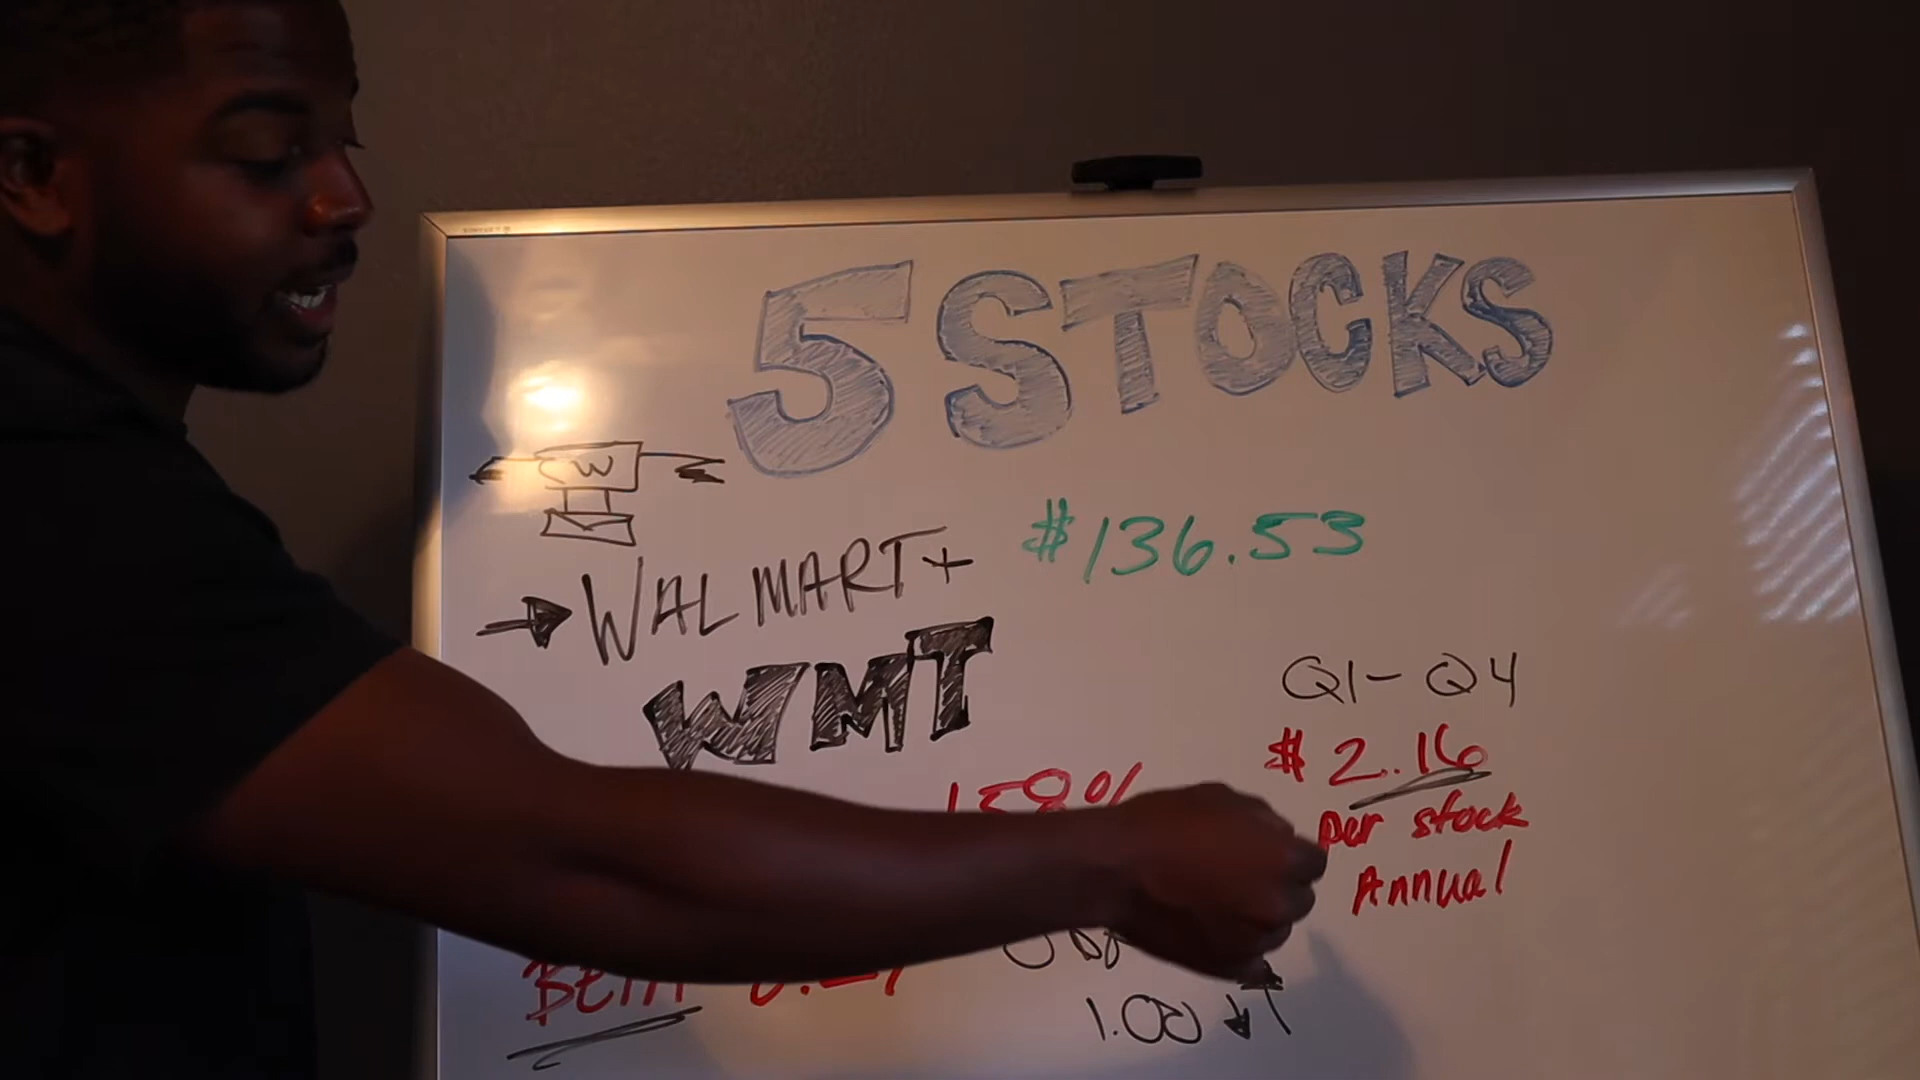 5 STOCKS
W
WALMART+ $136.53
WMT
Q1-Q4
$2.16
per stock
Annual
BETA
1.00